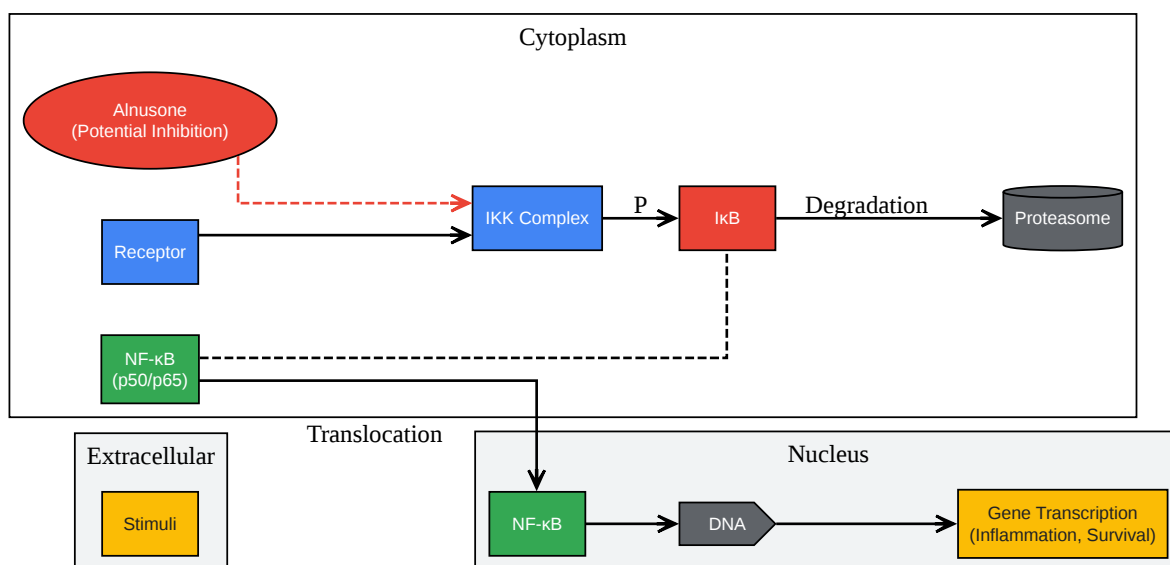 Cytoplasm
Alnusone
(Potential Inhibition)
IKK Complex
P
IκB
Degradation
Proteasome
Receptor
NF-κB
(p50/p65)
Translocation
Extracellular
Stimuli
Nucleus
NF-κB
DNA
Gene Transcription
(Inflammation, Survival)